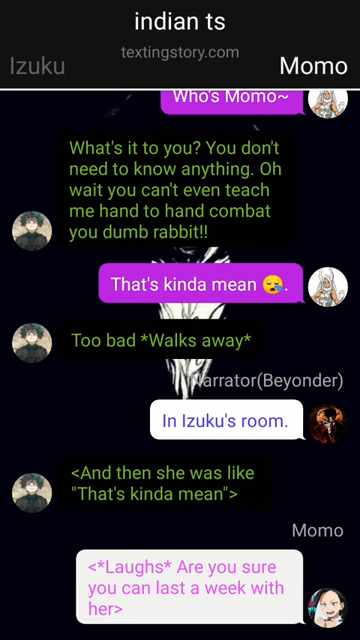 indian ts
textingstory.com
Izuku
Momo
Who's Momo~
What's it to you? You don't
need to know anything. Oh
wait you can't even teach
me hand to hand combat
you dumb rabbit!!
That's kinda mean 😪.
Too bad *Walks away*
Narrator(Beyonder)
In Izuku's room.
<And then she was like
"That's kinda mean">
Momo
<*Laughs* Are you sure
you can last a week with
her>